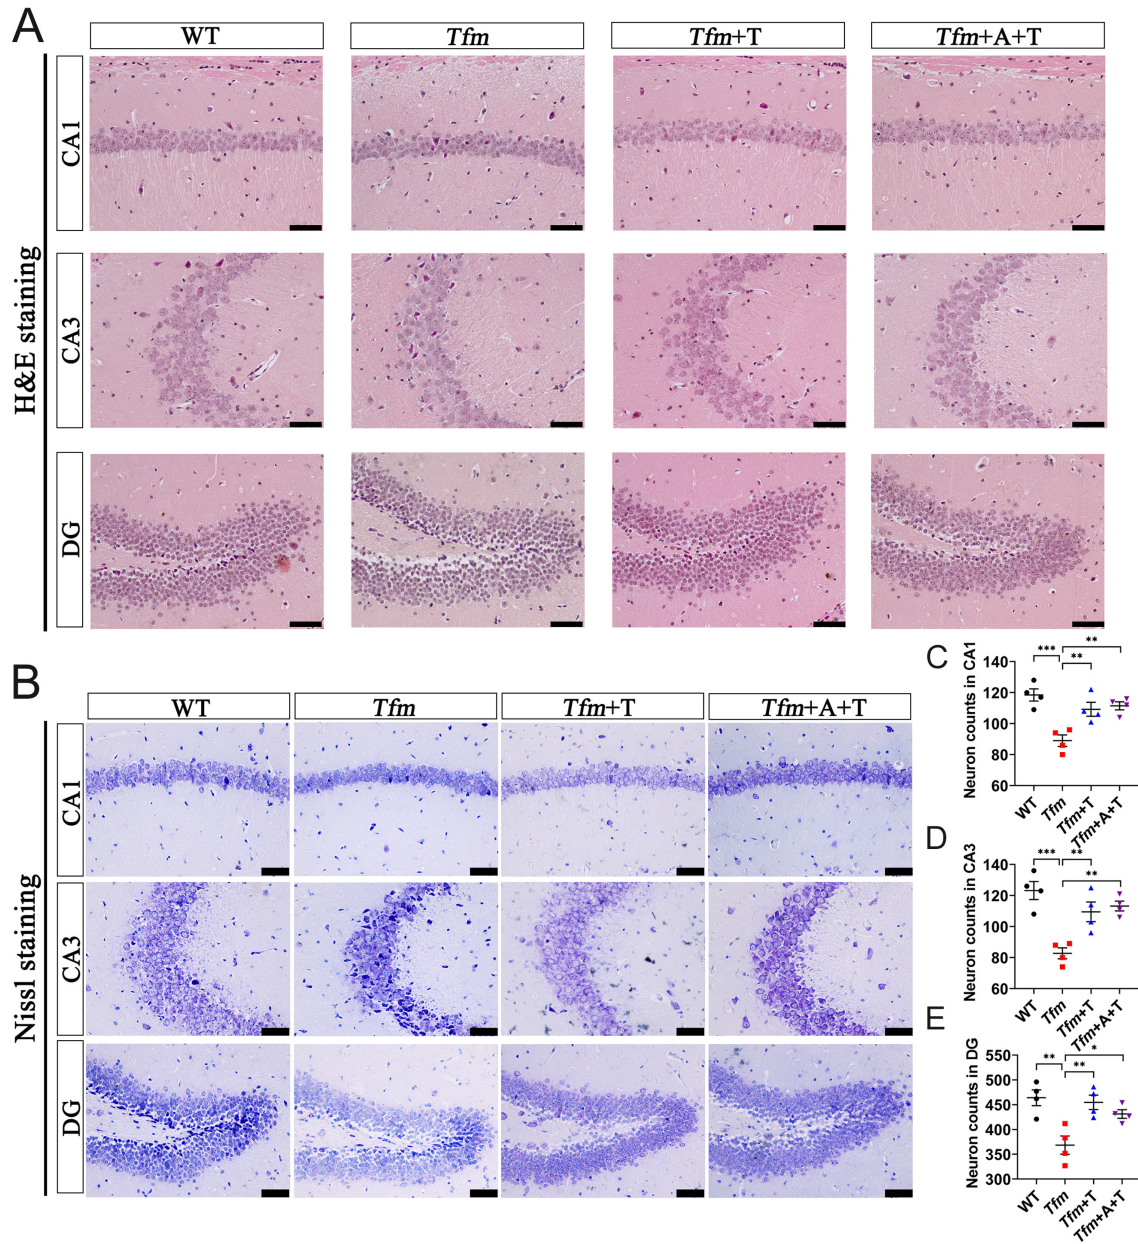 A
WT
Tfm
Tfm+T
Tfm+A+T
H&E staining
CA1
CA3
DG
B
WT
Tfm
Tfm+T
Tfm+A+T
Nissl staining
CA1
CA3
DG
C
Neuron counts in CA1
140
120
100
80
60
***
**
**
WT
Tfm
Tfm+T
Tfm+A+T
D
Neuron counts in CA3
140
120
100
80
60
***
**
**
WT
Tfm
Tfm+T
Tfm+A+T
E
Neuron counts in DG
550
500
450
400
350
300
**
*
**
WT
Tfm
Tfm+T
Tfm+A+T